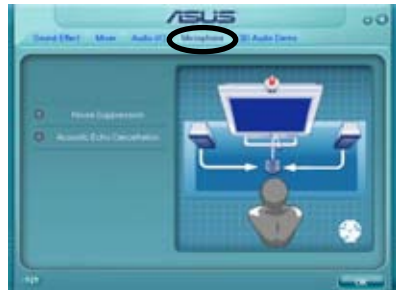 ASUS
Sound Effect Mixer Audio I/O Microphone 3D Audio Demo
Noise Suppression
Acoustic Echo Cancellation
OK